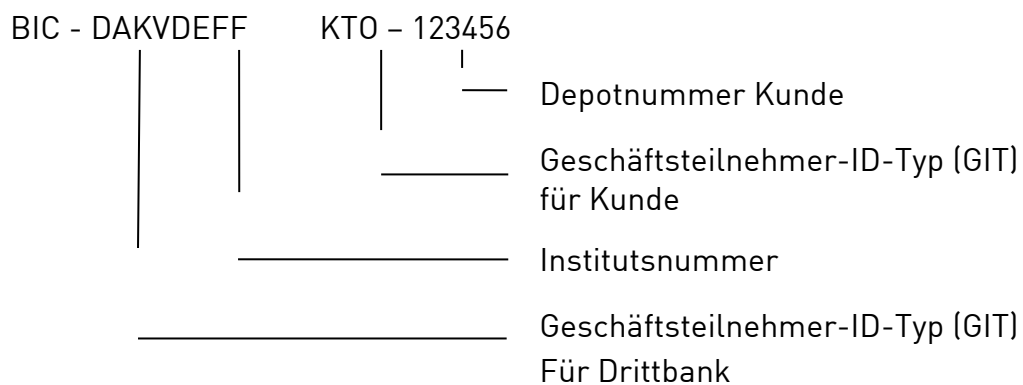 BIC - DAKVDEFF KTO – 123456
Depotnummer Kunde
Geschäftsteilnehmer-ID-Typ (GIT)
für Kunde
Institutsnummer
Geschäftsteilnehmer-ID-Typ (GIT)
Für Drittbank